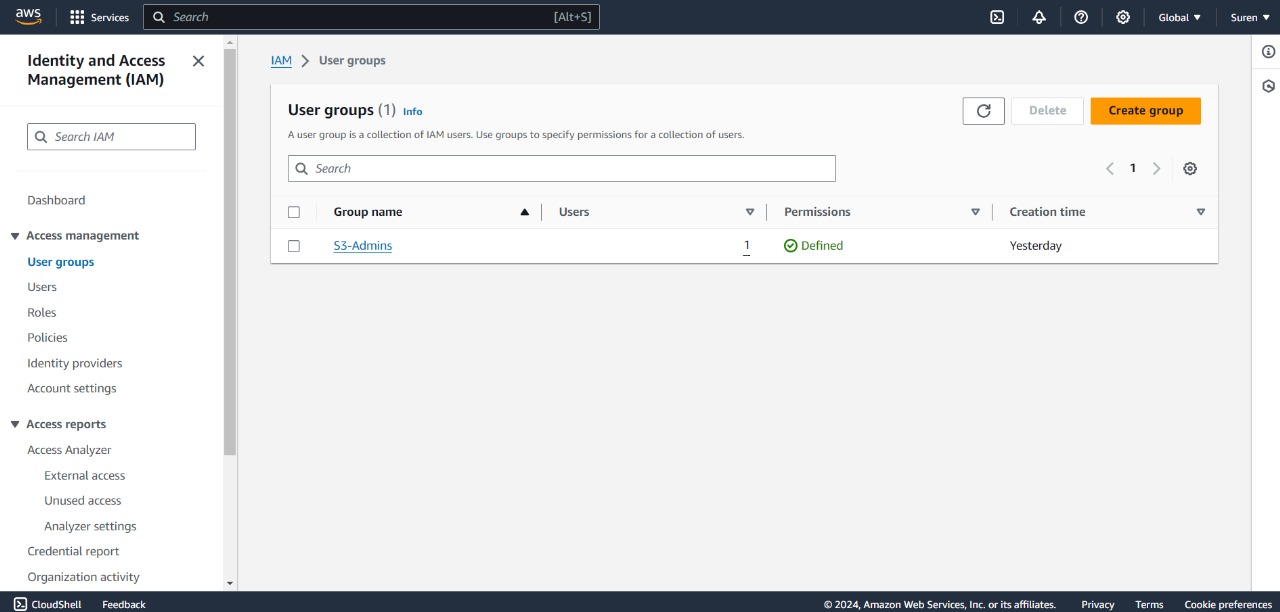 aws Services Search [Alt+S] Global Suren
Identity and Access
Management (IAM)
Search IAM
Dashboard
Access management
User groups
Users
Roles
Policies
Identity providers
Account settings
Access reports
Access Analyzer
External access
Unused access
Analyzer settings
Credential report
Organization activity
IAM User groups
User groups (1) Info
Delete Create group
A user group is a collection of IAM users. Use groups to specify permissions for a collection of users.
Search
1
Group name Users Permissions Creation time
S3-Admins 1 Defined Yesterday
CloudShell Feedback © 2024, Amazon Web Services, Inc. or its affiliates. Privacy Terms Cookie preferences